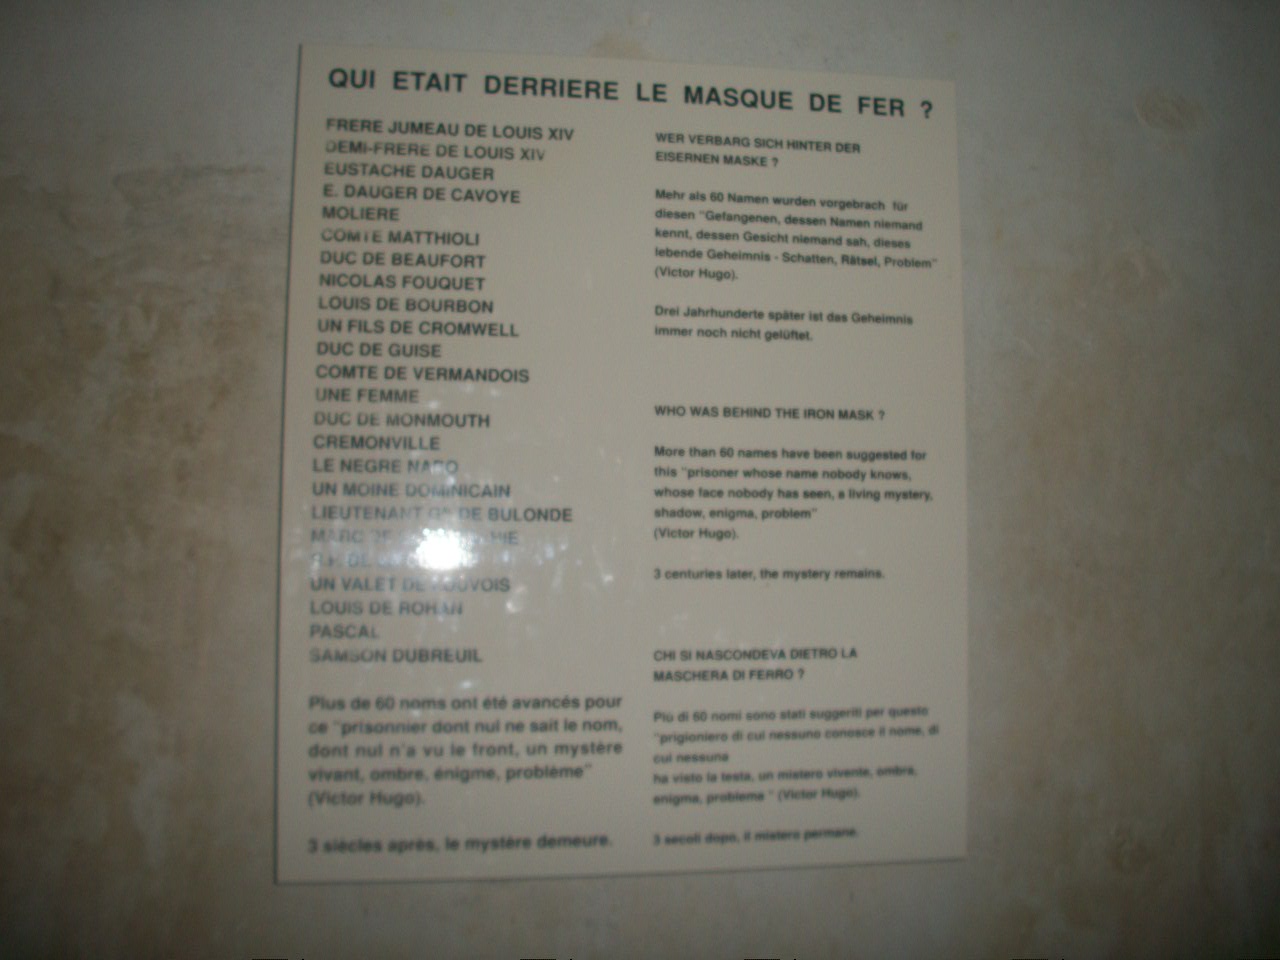 QUI ETAIT DERRIERE LE MASQUE DE FER ?
FRERE JUMEAU DE LOUIS XIV
DEMI-FRERE DE LOUIS XIV
EUSTACHE DAUGER
E. DAUGER DE CAVOYE
MOLIERE
COMTE MATTHIOLI
DUC DE BEAUFORT
NICOLAS FOUQUET
LOUIS DE BOURBON
UN FILS DE CROMWELL
DUC DE GUISE
COMTE DE VERMANDOIS
UNE FEMME
DUC DE MONMOUTH
CREMONVILLE
LE NEGRE NABO
UN MOINE DOMINICAIN
LIEUTENANT DE BULONDE
MARC DE
DE
UN VALET DE LOUVOIS
LOUIS DE ROHAN
PASCAL
SAMSON DUBREUIL
Plus de 60 noms ont été avancés pour
ce "prisonnier dont nul ne sait le nom,
dont nul n'a vu le front, un mystère
vivant, ombre, énigme, problème"
(Victor Hugo).
3 siècles après, le mystère demeure.
WER VERBARG SICH HINTER DER
EISERNEN MASKE ?
Mehr als 60 Namen wurden vorgebrach für
diesen "Gefangenen, dessen Namen niemand
kennt, dessen Gesicht niemand sah, dieses
lebende Geheimnis - Schatten, Rätsel, Problem"
(Victor Hugo).
Drei Jahrhunderte später ist das Geheimnis
immer noch nicht gelüftet.
WHO WAS BEHIND THE IRON MASK ?
More than 60 names have been suggested for
this "prisoner whose name nobody knows,
whose face nobody has seen, a living mystery,
shadow, enigma, problem"
(Victor Hugo).
3 centuries later, the mystery remains.
CHI SI NASCONDEVA DIETRO LA
MASCHERA DI FERRO ?
Più di 60 nomi sono stati suggeriti per questo
"prigioniero di cui nessuno conosce il nome, di
cui nessuna
ha visto la testa, un mistero vivente, ombra,
enigma, problema " (Victor Hugo).
3 secoli dopo, il mistero permane.